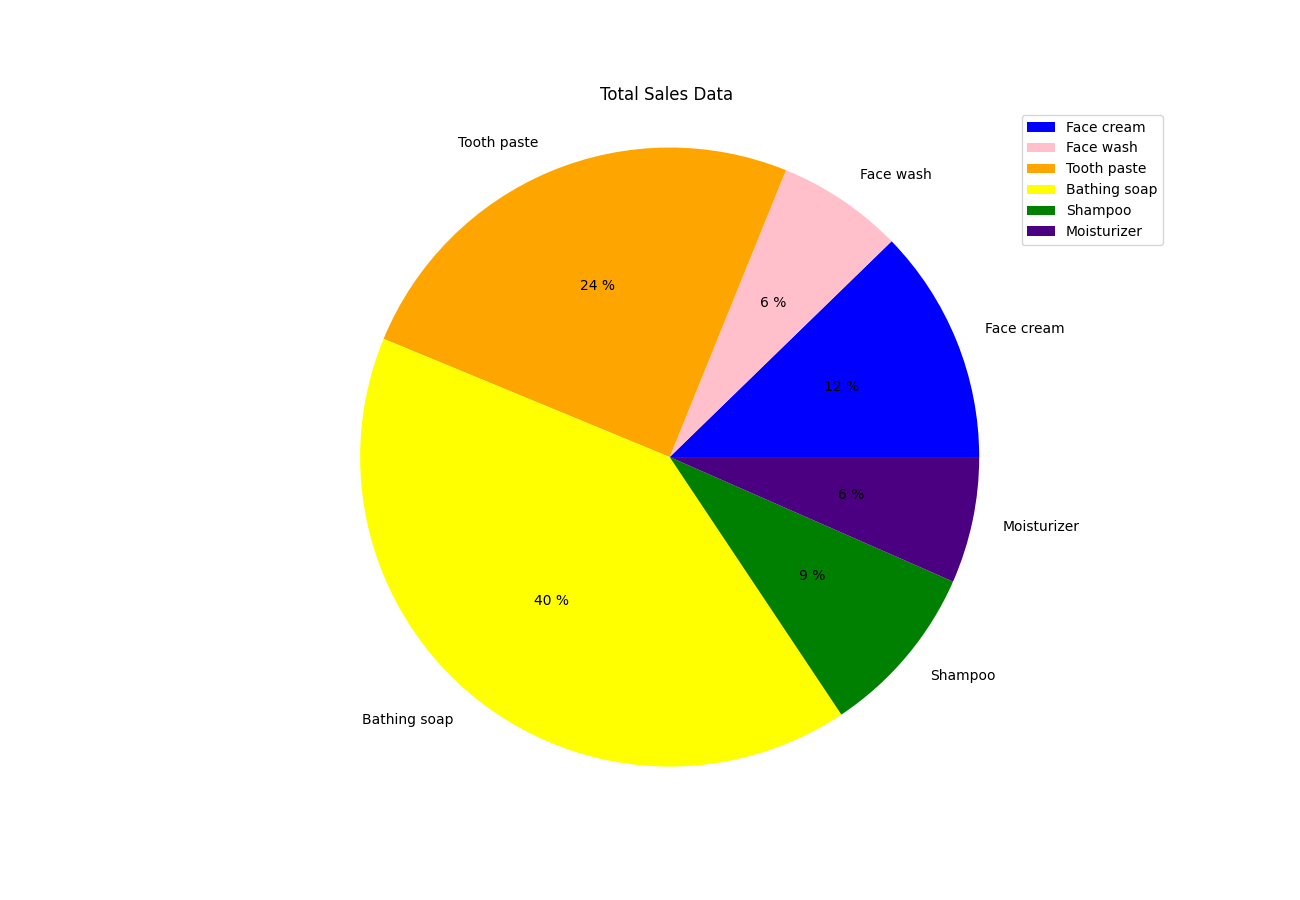 Total Sales Data
Tooth paste
Face wash
Face cream
Moisturizer
Shampoo
Bathing soap
24 %
6 %
12 %
6 %
9 %
40 %
Face cream
Face wash
Tooth paste
Bathing soap
Shampoo
Moisturizer